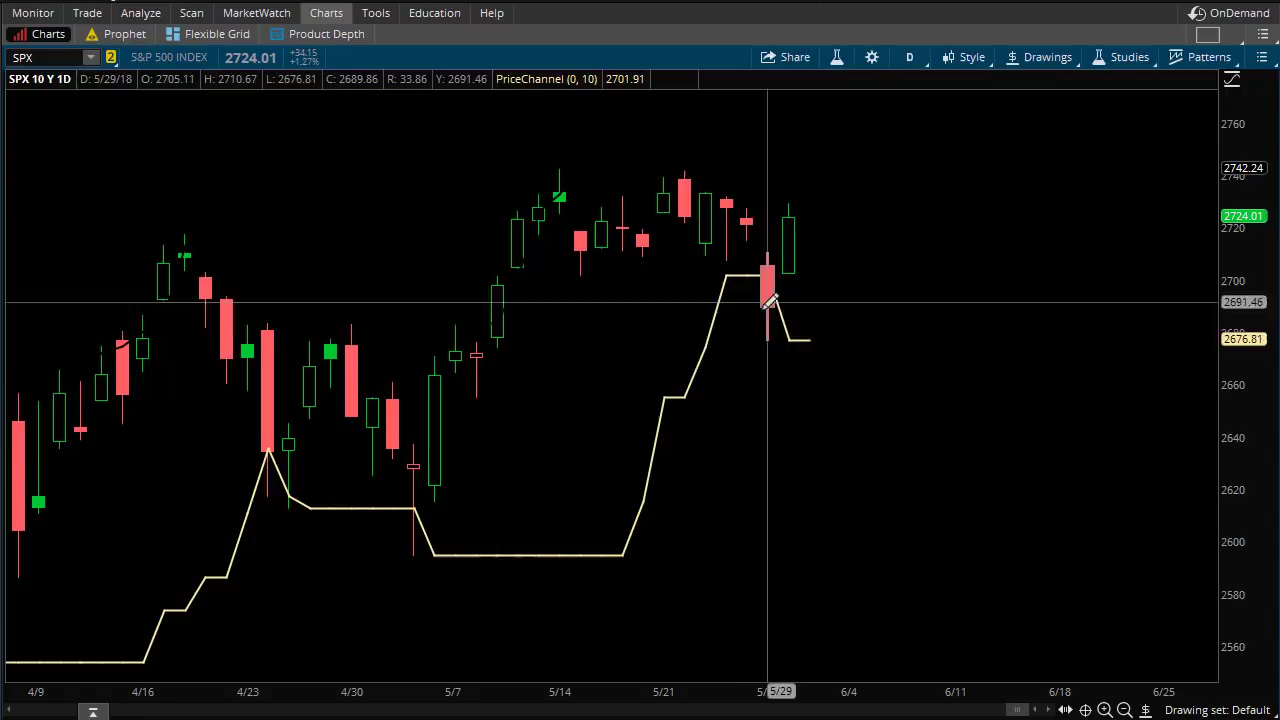 Monitor Trade Analyze Scan MarketWatch Charts Tools Education Help OnDemand
Charts Prophet Flexible Grid Product Depth
SPX 2 S&P 500 INDEX 2724.01 +34.15 +1.27% Share D Style $ Drawings Studies Patterns
SPX 10 Y 1D D: 5/29/18 O: 2705.11 H: 2710.67 L: 2676.81 C: 2689.86 R: 33.86 Y: 2691.46 PriceChannel (0, 10) 2701.91
2760
2742.24
2724.01
2720
2700
2691.46
2676.81
2660
2640
2620
2600
2580
2560
4/9 4/16 4/23 4/30 5/7 5/14 5/21 5/29 6/4 6/11 6/18 6/25
$ Drawing set: Default